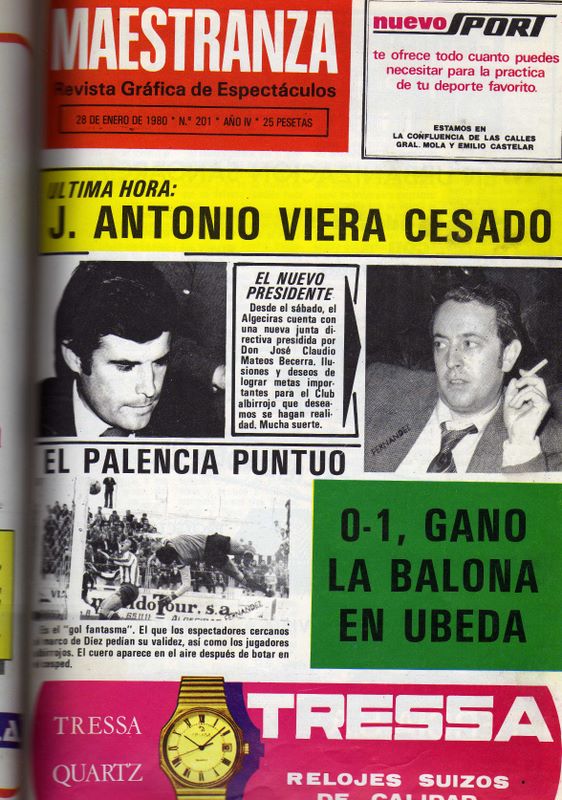 MAESTRANZA
Revista Gráfica de Espectáculos
28 DE ENERO DE 1980 * N.º 201 * AÑO IV * 25 PESETAS
nuevo SPORT
te ofrece todo cuanto puedes
necesitar para la practica
de tu deporte favorito.
ESTAMOS EN
LA CONFLUENCIA DE LAS CALLES
GRAL. MOLA Y EMILIO CASTELAR
ULTIMA HORA:
J. ANTONIO VIERA CESADO
EL NUEVO
PRESIDENTE
Desde el sábado, el
Algeciras cuenta con
una nueva junta di-
rectiva presidida por
Don José Claudio
Mateos Becerra. Ilu-
siones y deseos de
lograr metas impor-
tantes para el Club
albirrojo que desea-
mos se hagan reali-
dad. Mucha suerte.
FERNANDEL
EL PALENCIA PUNTUO
doTour, s.a.
FERNANDEL
Es el "gol fantasma". El que los espectadores cercanos
marco de Díez pedían su validez, así como los jugadores
albirrojos. El cuero aparece en el aire después de botar en
césped.
0-1, GANO
LA BALONA
EN UBEDA
TRESSA
QUARTZ
TRESSA
RELOJES SUIZOS
DE CALIDAD